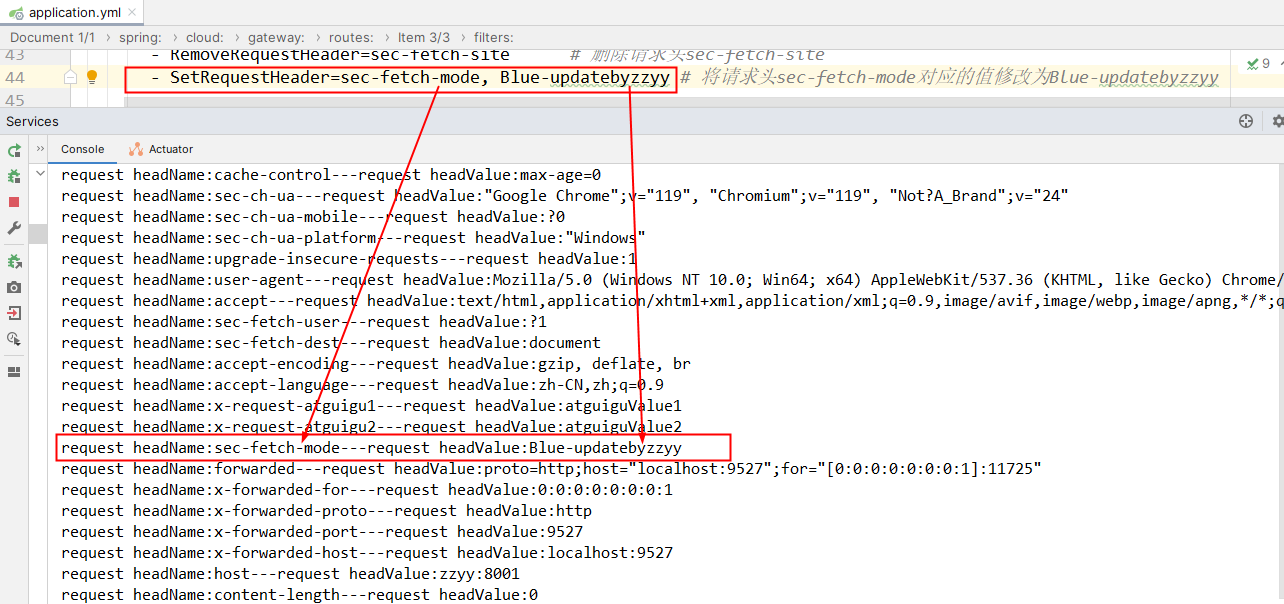 application.yml
Document 1/1 › spring: › cloud: › gateway: › routes: › Item 3/3 › filters:
43 - RemoveRequestHeader=sec-fetch-site # 删除请求头sec-fetch-site
44 - SetRequestHeader=sec-fetch-mode, Blue-updatebyzzyy # 将请求头sec-fetch-mode对应的值修改为Blue-updatebyzzyy
9
45
Services
Console Actuator
request headName:cache-control---request headValue:max-age=0
request headName:sec-ch-ua---request headValue:"Google Chrome";v="119", "Chromium";v="119", "Not?A_Brand";v="24"
request headName:sec-ch-ua-mobile---request headValue:?0
request headName:sec-ch-ua-platform---request headValue:"Windows"
request headName:upgrade-insecure-requests---request headValue:1
request headName:user-agent---request headValue:Mozilla/5.0 (Windows NT 10.0; Win64; x64) AppleWebKit/537.36 (KHTML, like Gecko) Chrome/
request headName:accept---request headValue:text/html,application/xhtml+xml,application/xml;q=0.9,image/avif,image/webp,image/apng,*/*;q
request headName:sec-fetch-user---request headValue:?1
request headName:sec-fetch-dest---request headValue:document
request headName:accept-encoding---request headValue:gzip, deflate, br
request headName:accept-language---request headValue:zh-CN,zh;q=0.9
request headName:x-request-atguigu1---request headValue:atguiguValue1
request headName:x-request-atguigu2---request headValue:atguiguValue2
request headName:sec-fetch-mode---request headValue:Blue-updatebyzzyy
request headName:forwarded---request headValue:proto=http;host="localhost:9527";for="[0:0:0:0:0:0:0:1]:11725"
request headName:x-forwarded-for---request headValue:0:0:0:0:0:0:0:1
request headName:x-forwarded-proto---request headValue:http
request headName:x-forwarded-port---request headValue:9527
request headName:x-forwarded-host---request headValue:localhost:9527
request headName:host---request headValue:zzyy:8001
request headName:content-length---request headValue:0